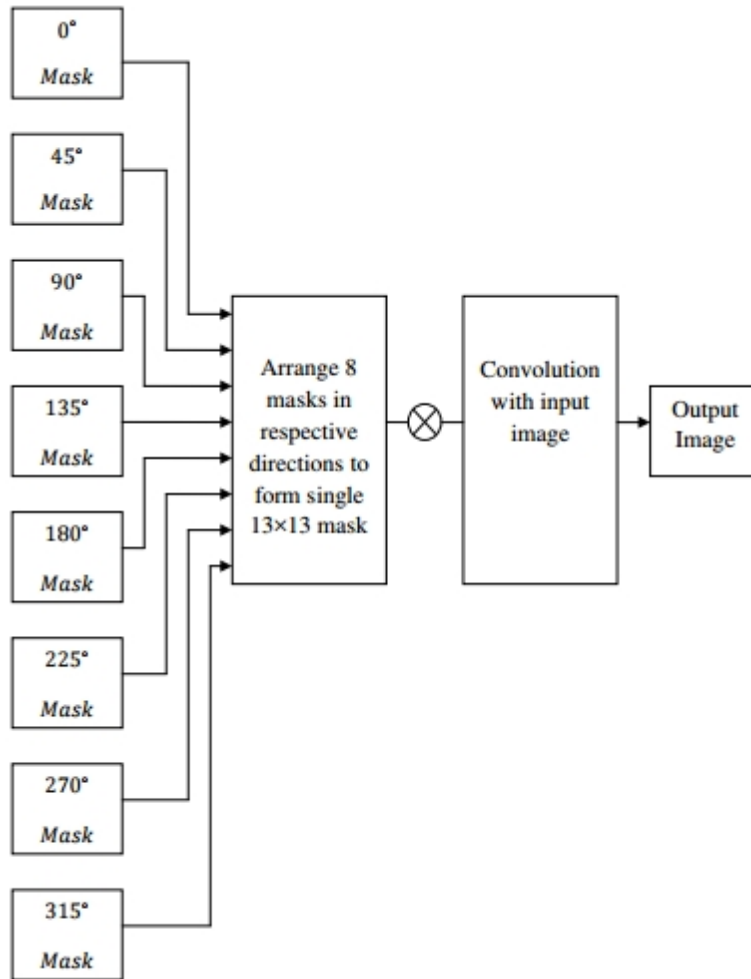 0°
Mask
45°
Mask
90°
Mask
135°
Mask
180°
Mask
225°
Mask
270°
Mask
315°
Mask
Arrange 8
masks in
respective
directions to
form single
13×13 mask
Convolution
with input
image
Output
Image